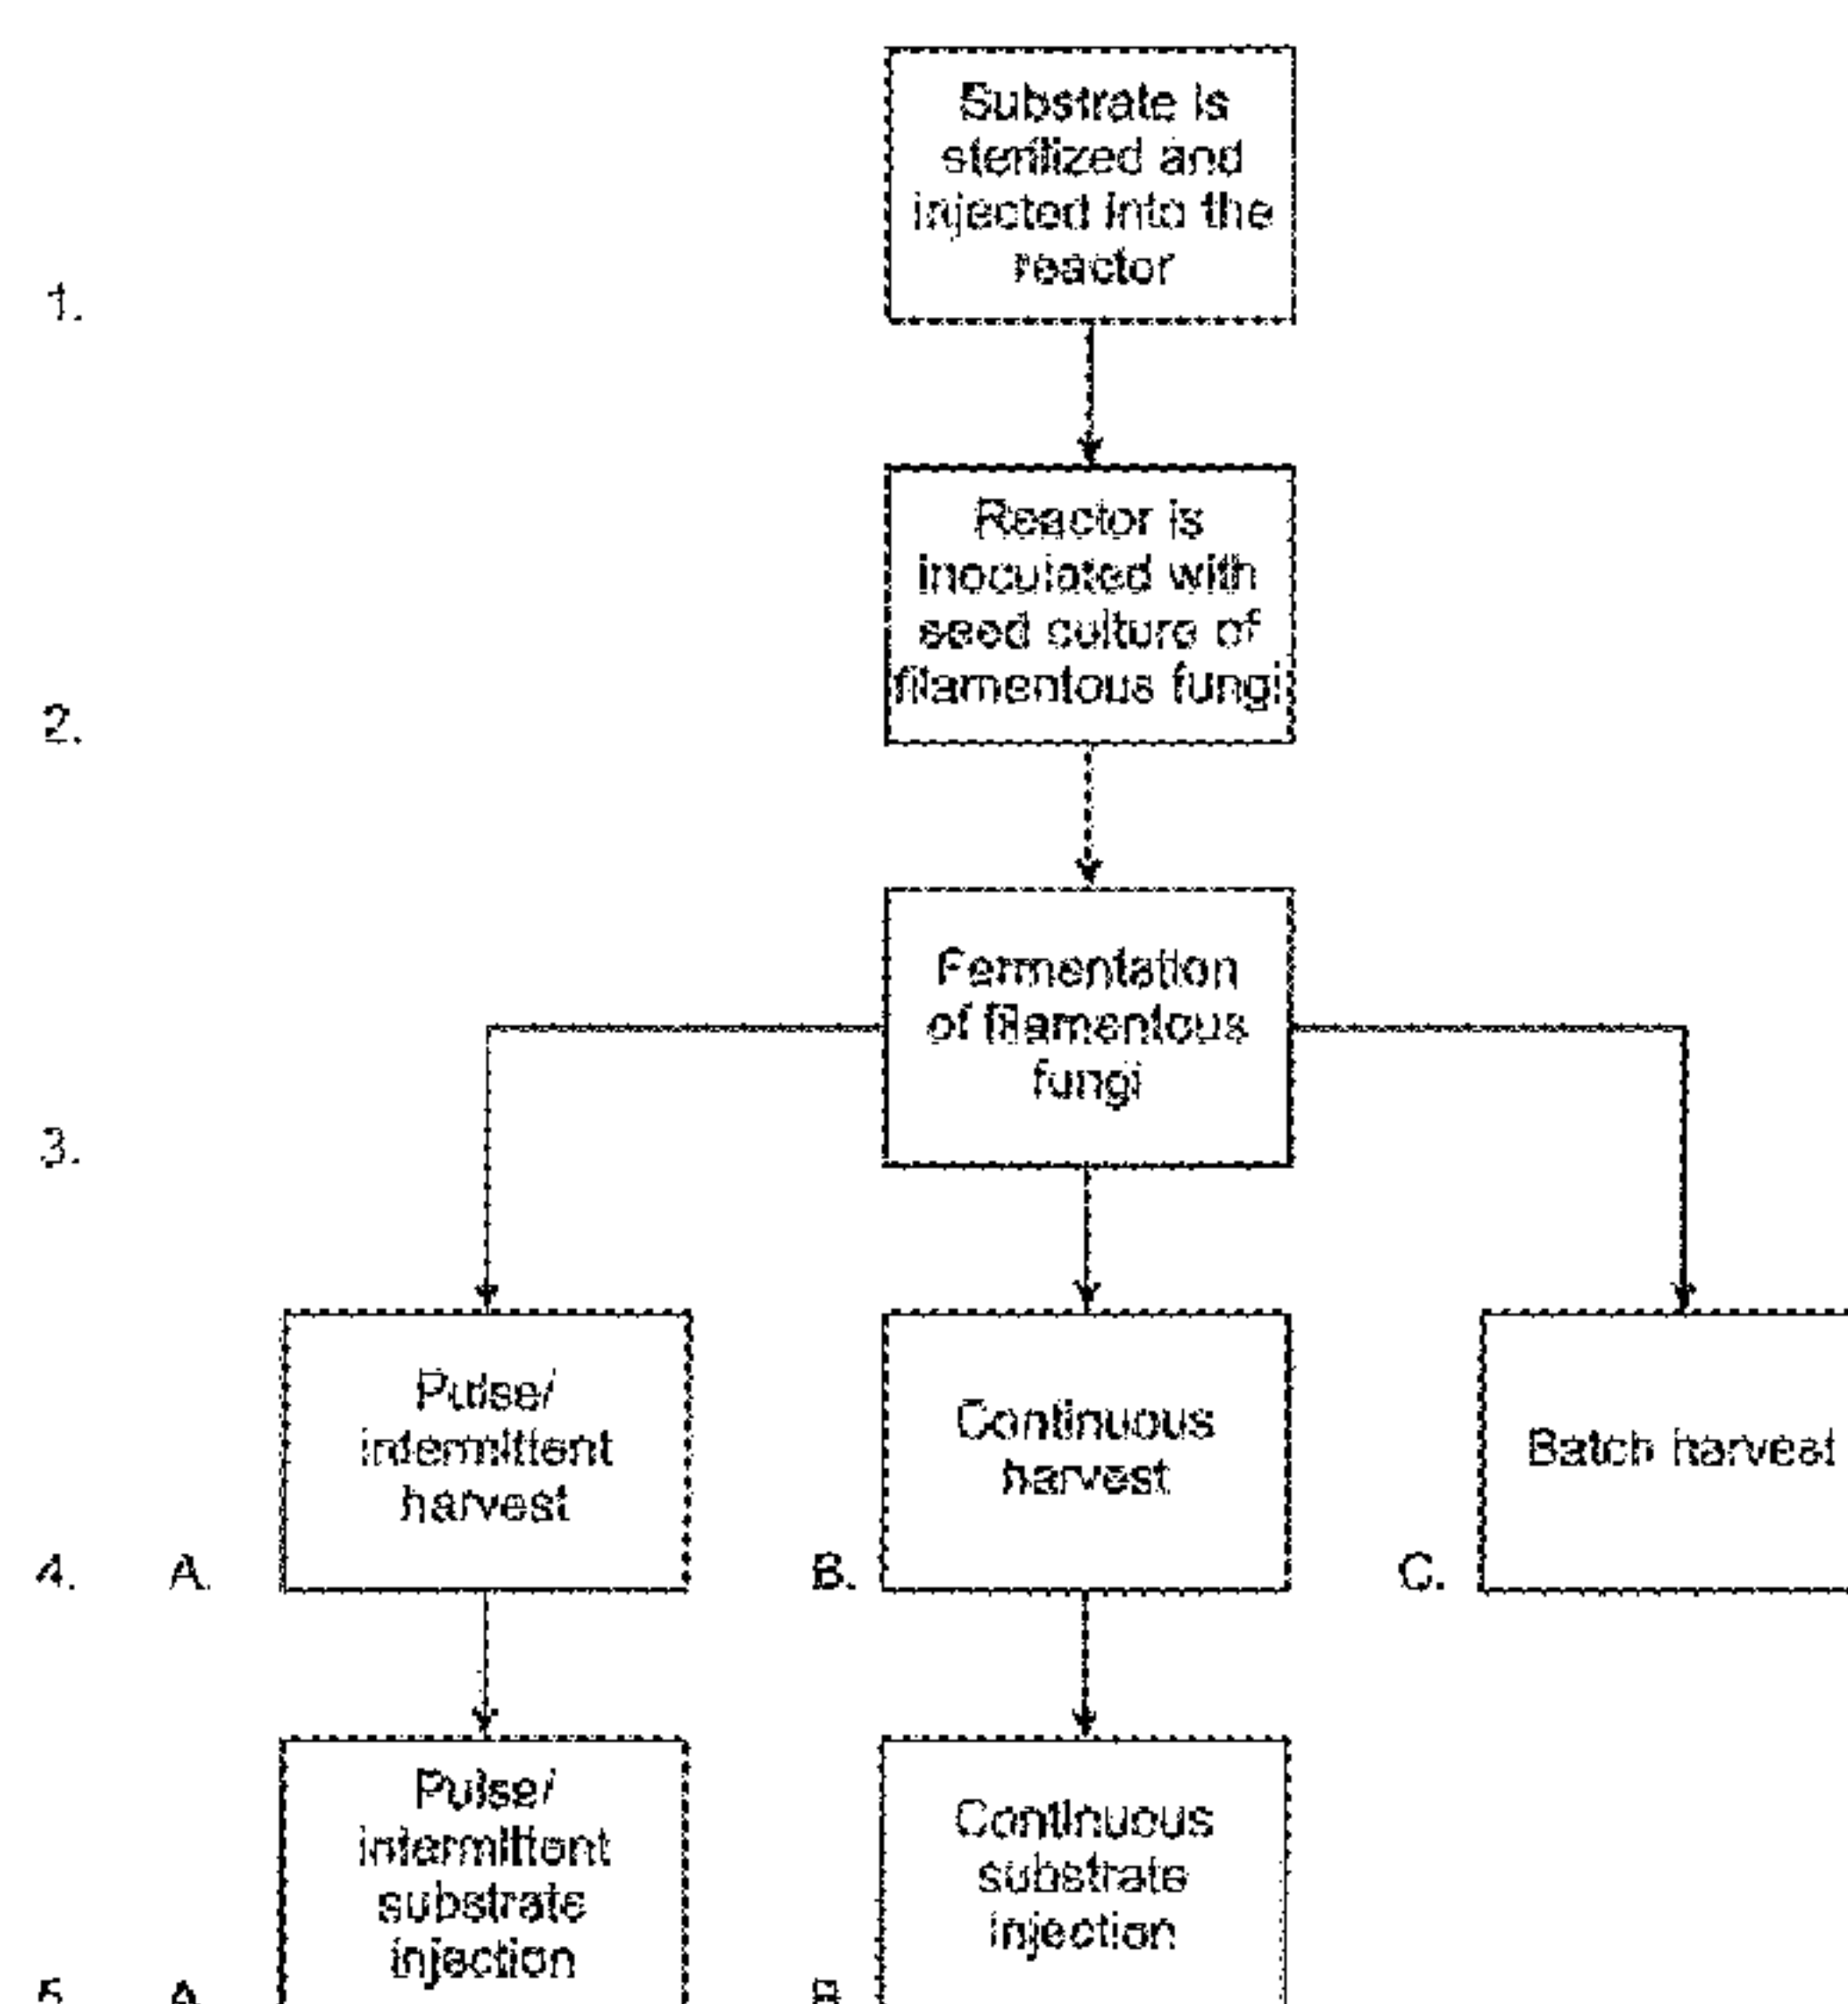 Substrate is
sterilized and
injected into the
reactor
1.
Reactor is
inoculated with
seed culture of
filamentous fungi
2.
Fermentation
of filamentous
fungi
3.
Pulse/
intermittent
harvest
Continuous
harvest
Batch harvest
4. A. B. C.
Pulse/
intermittent
substrate
injection
Continuous
substrate
injection
5. A. B.